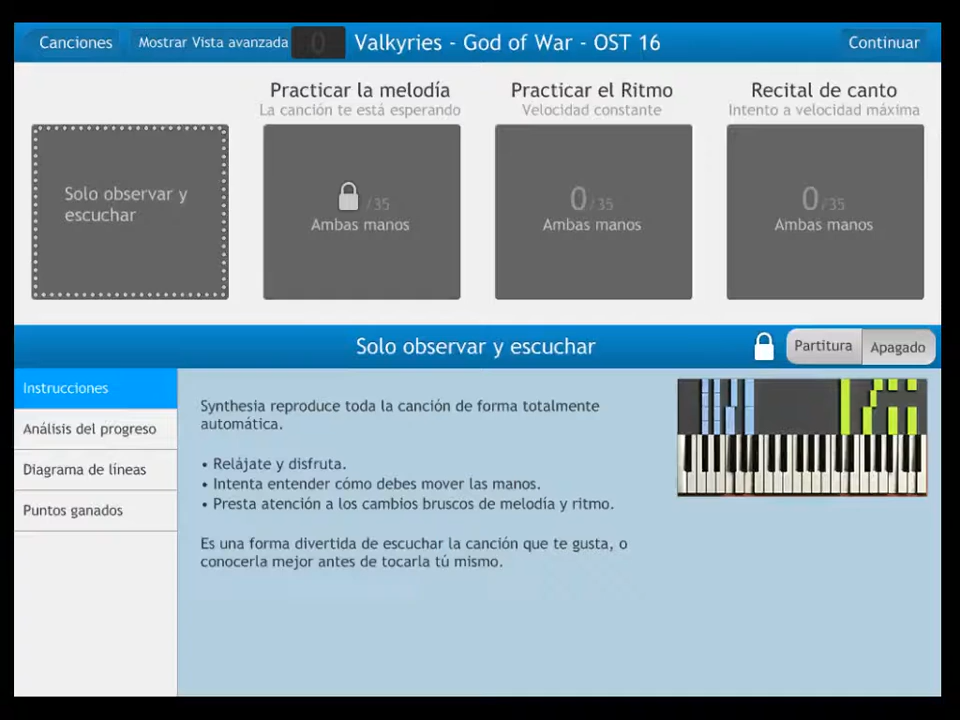 Canciones
Mostrar Vista avanzada
0
Valkyries - God of War - OST 16
Continuar
Practicar la melodía
La canción te está esperando
Practicar el Ritmo
Velocidad constante
Recital de canto
Intento a velocidad máxima
Solo observar y
escuchar
/35
Ambas manos
0/35
Ambas manos
0/35
Ambas manos
Solo observar y escuchar
Partitura
Apagado
Instrucciones
Análisis del progreso
Diagrama de líneas
Puntos ganados
Synthesia reproduce toda la canción de forma totalmente
automática.
• Relájate y disfruta.
• Intenta entender cómo debes mover las manos.
• Presta atención a los cambios bruscos de melodía y ritmo.
Es una forma divertida de escuchar la canción que te gusta, o
conocerla mejor antes de tocarla tú mismo.